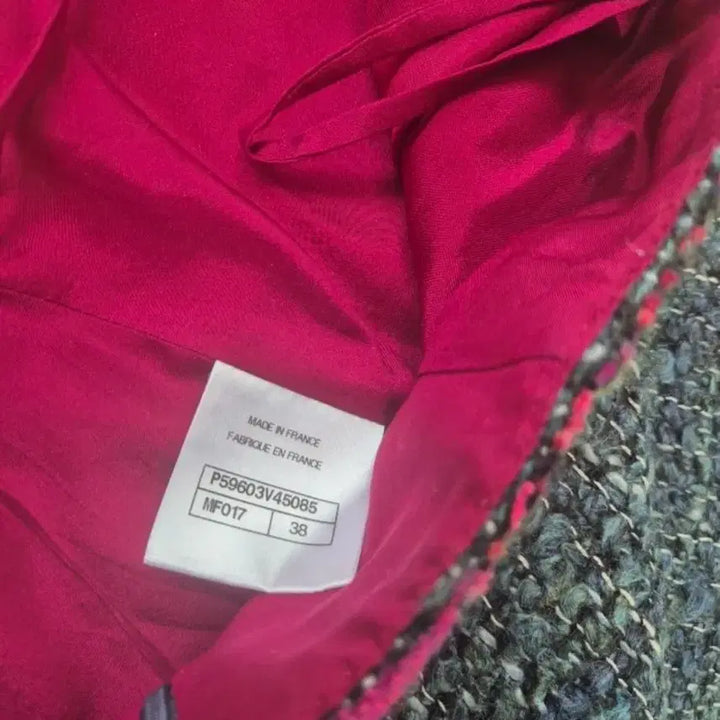 MADE IN FRANCE
FABRIQUE EN FRANCE
P59603V45085
MF017 38